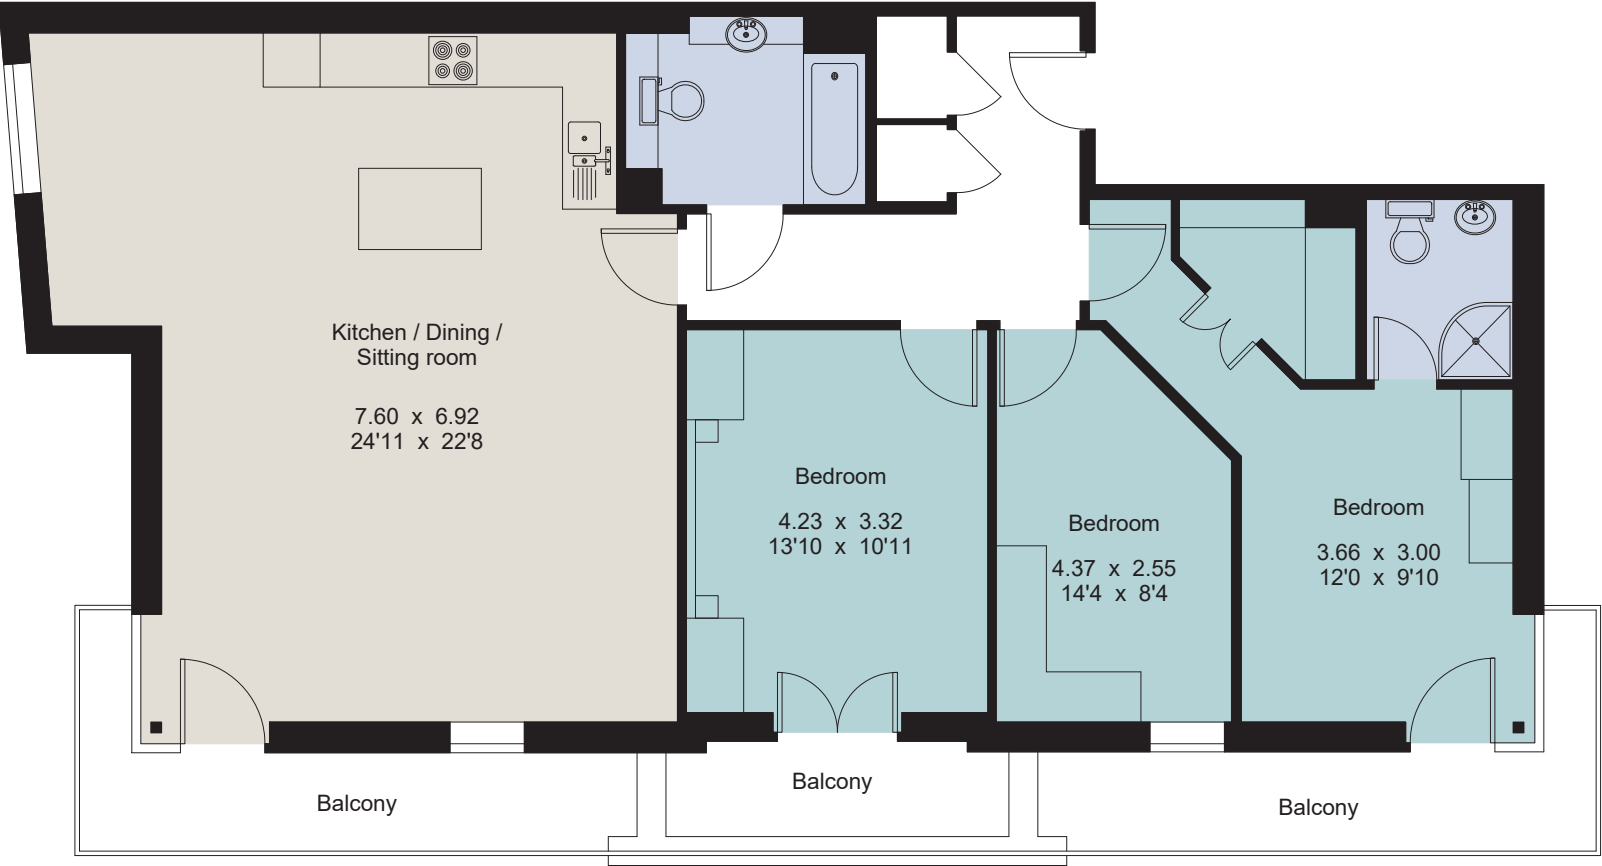 Kitchen / Dining /
Sitting room
7.60 x 6.92
24'11 x 22'8
Bedroom
4.23 x 3.32
13'10 x 10'11
Bedroom
4.37 x 2.55
14'4 x 8'4
Bedroom
3.66 x 3.00
12'0 x 9'10
Balcony
Balcony
Balcony